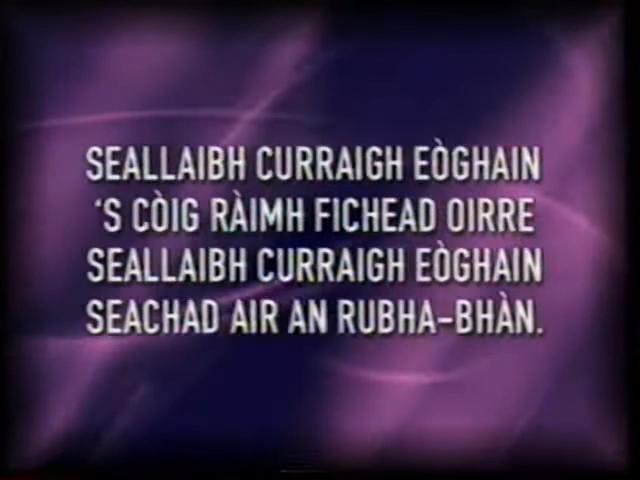 SEALLAIBH CURRAIGH EÒGHAIN
‘S CÒIG RÀIMH FICHEAD OIRRE
SEALLAIBH CURRAIGH EÒGHAIN
SEACHAD AIR AN RUBHA-BHÀN.